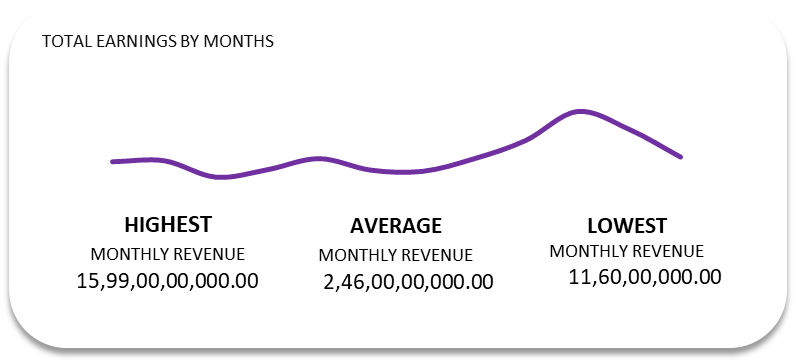 TOTAL EARNINGS BY MONTHS
HIGHEST
MONTHLY REVENUE
15,99,00,00,000.00
AVERAGE
MONTHLY REVENUE
2,46,00,00,000.00
LOWEST
MONTHLY REVENUE
11,60,00,000.00